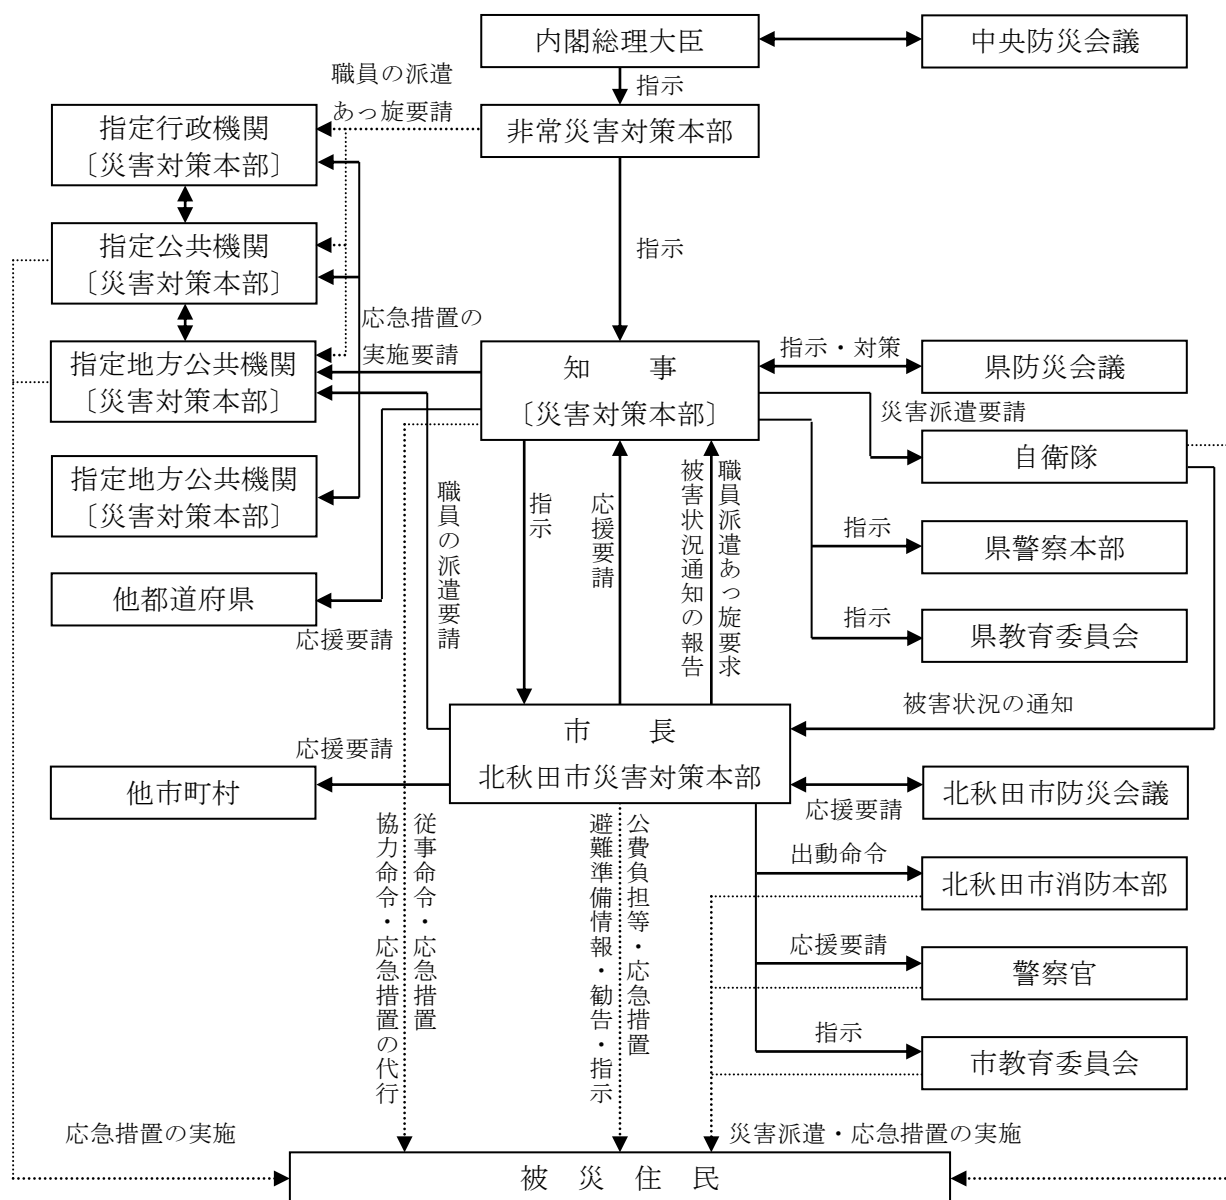 内閣総理大臣
中央防災会議
指示
職員の派遣
あっ旋要請
指定行政機関
〔災害対策本部〕
非常災害対策本部
指定公共機関
〔災害対策本部〕
指示
応急措置の
実施要請
指定地方公共機関
〔災害対策本部〕
知　事
〔災害対策本部〕
指示・対策
県防災会議
災害派遣要請
自衛隊
指定地方公共機関
〔災害対策本部〕
職員の派遣要請
指示
応援要請
職員派遣あっ旋要求
被害状況通知の報告
指示
県警察本部
他都道府県
応援要請
指示
県教育委員会
被害状況の通知
市　長
北秋田市災害対策本部
応援要請
他市町村
北秋田市防災会議
応援要請
従事命令・応急措置
協力命令・応急措置の代行
公費負担等・応急措置
避難準備情報・勧告・指示
出動命令
北秋田市消防本部
応援要請
警察官
指示
市教育委員会
応急措置の実施
災害派遣・応急措置の実施
被災住民